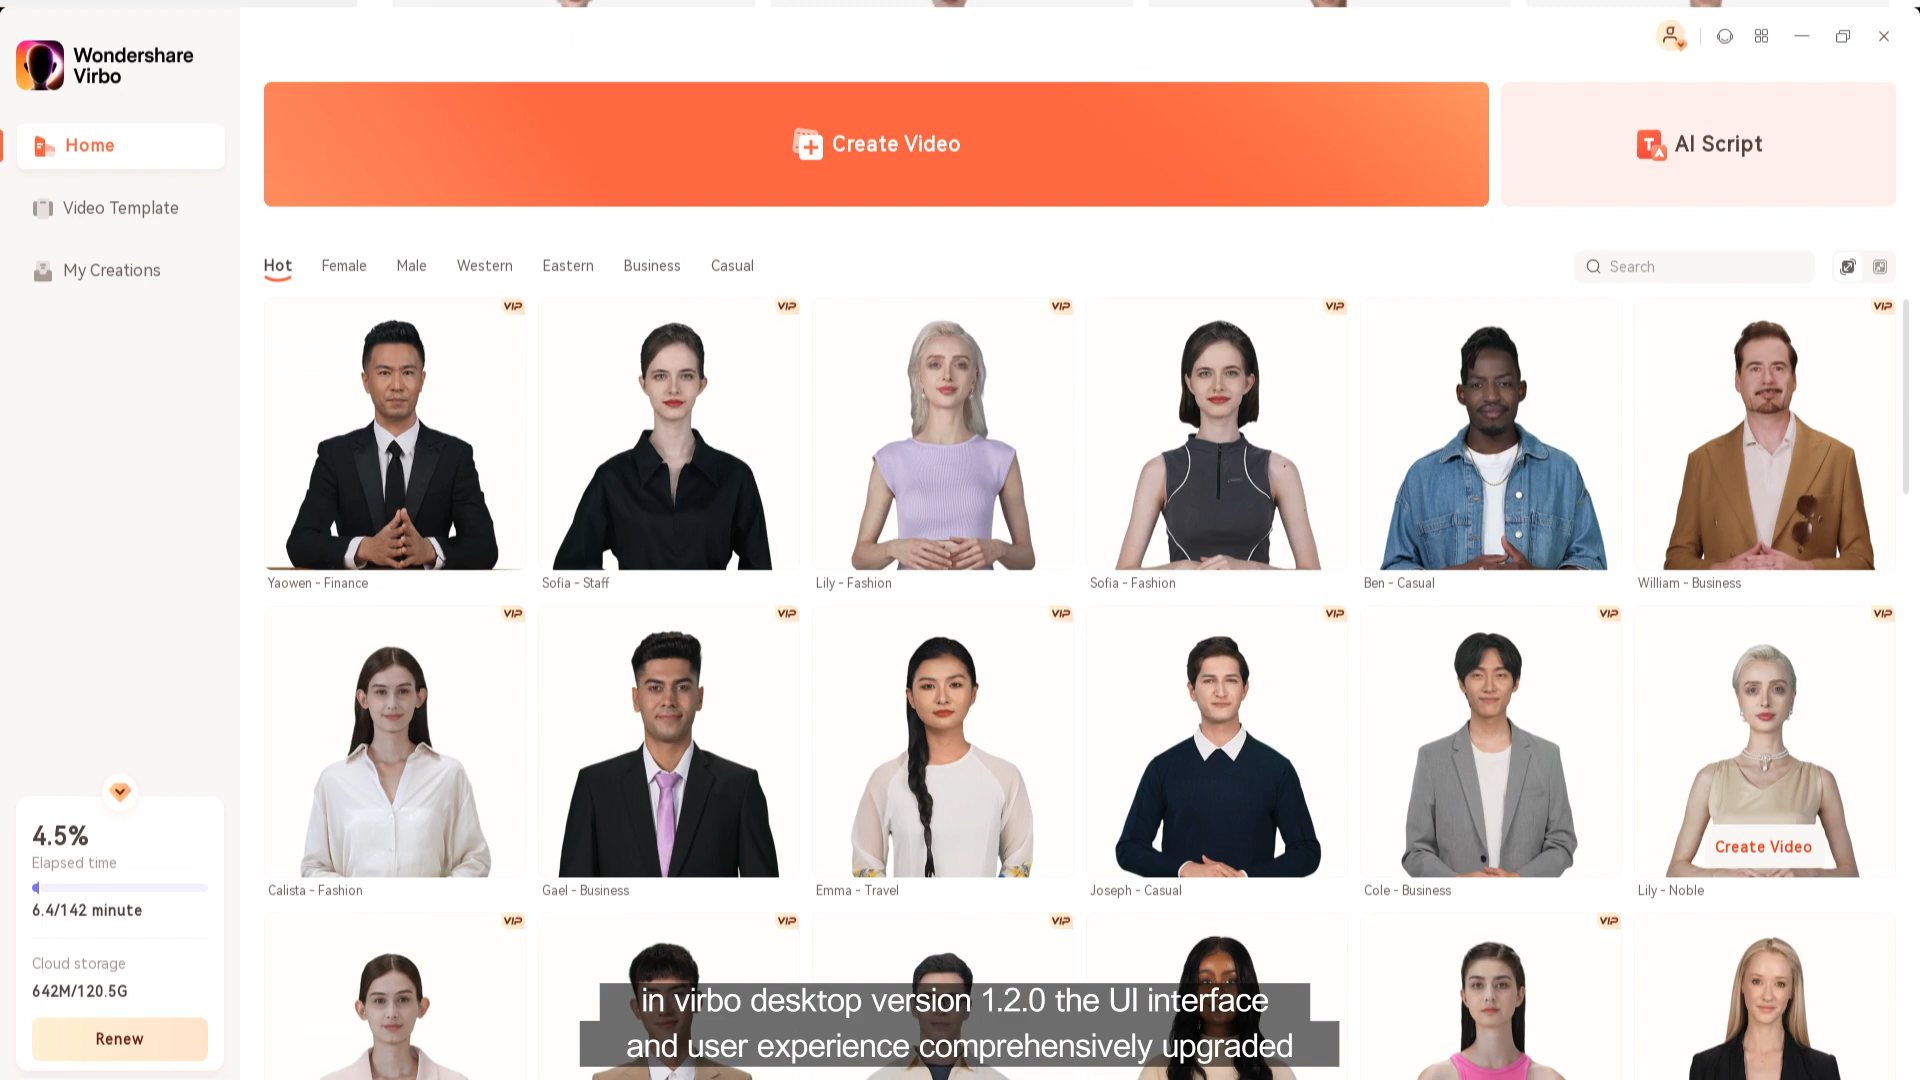 Wondershare
Virbo
Home
Video Template
My Creations
Create Video
AI Script
Hot
Female
Male
Western
Eastern
Business
Casual
Search
VIP
VIP
VIP
VIP
VIP
Yaowen - Finance
Sofia - Staff
Lily - Fashion
Sofia - Fashion
Ben - Casual
William - Business
VIP
VIP
VIP
VIP
VIP
VIP
Create Video
Calista - Fashion
Gael - Business
Emma - Travel
Joseph - Casual
Cole - Business
Lily - Noble
VIP
VIP
VIP
VIP
4.5%
Elapsed time
6.4/142 minute
Cloud storage
642M/120.5G
Renew
in virbo desktop version 1.2.0 the UI interface
and user experience comprehensively upgraded